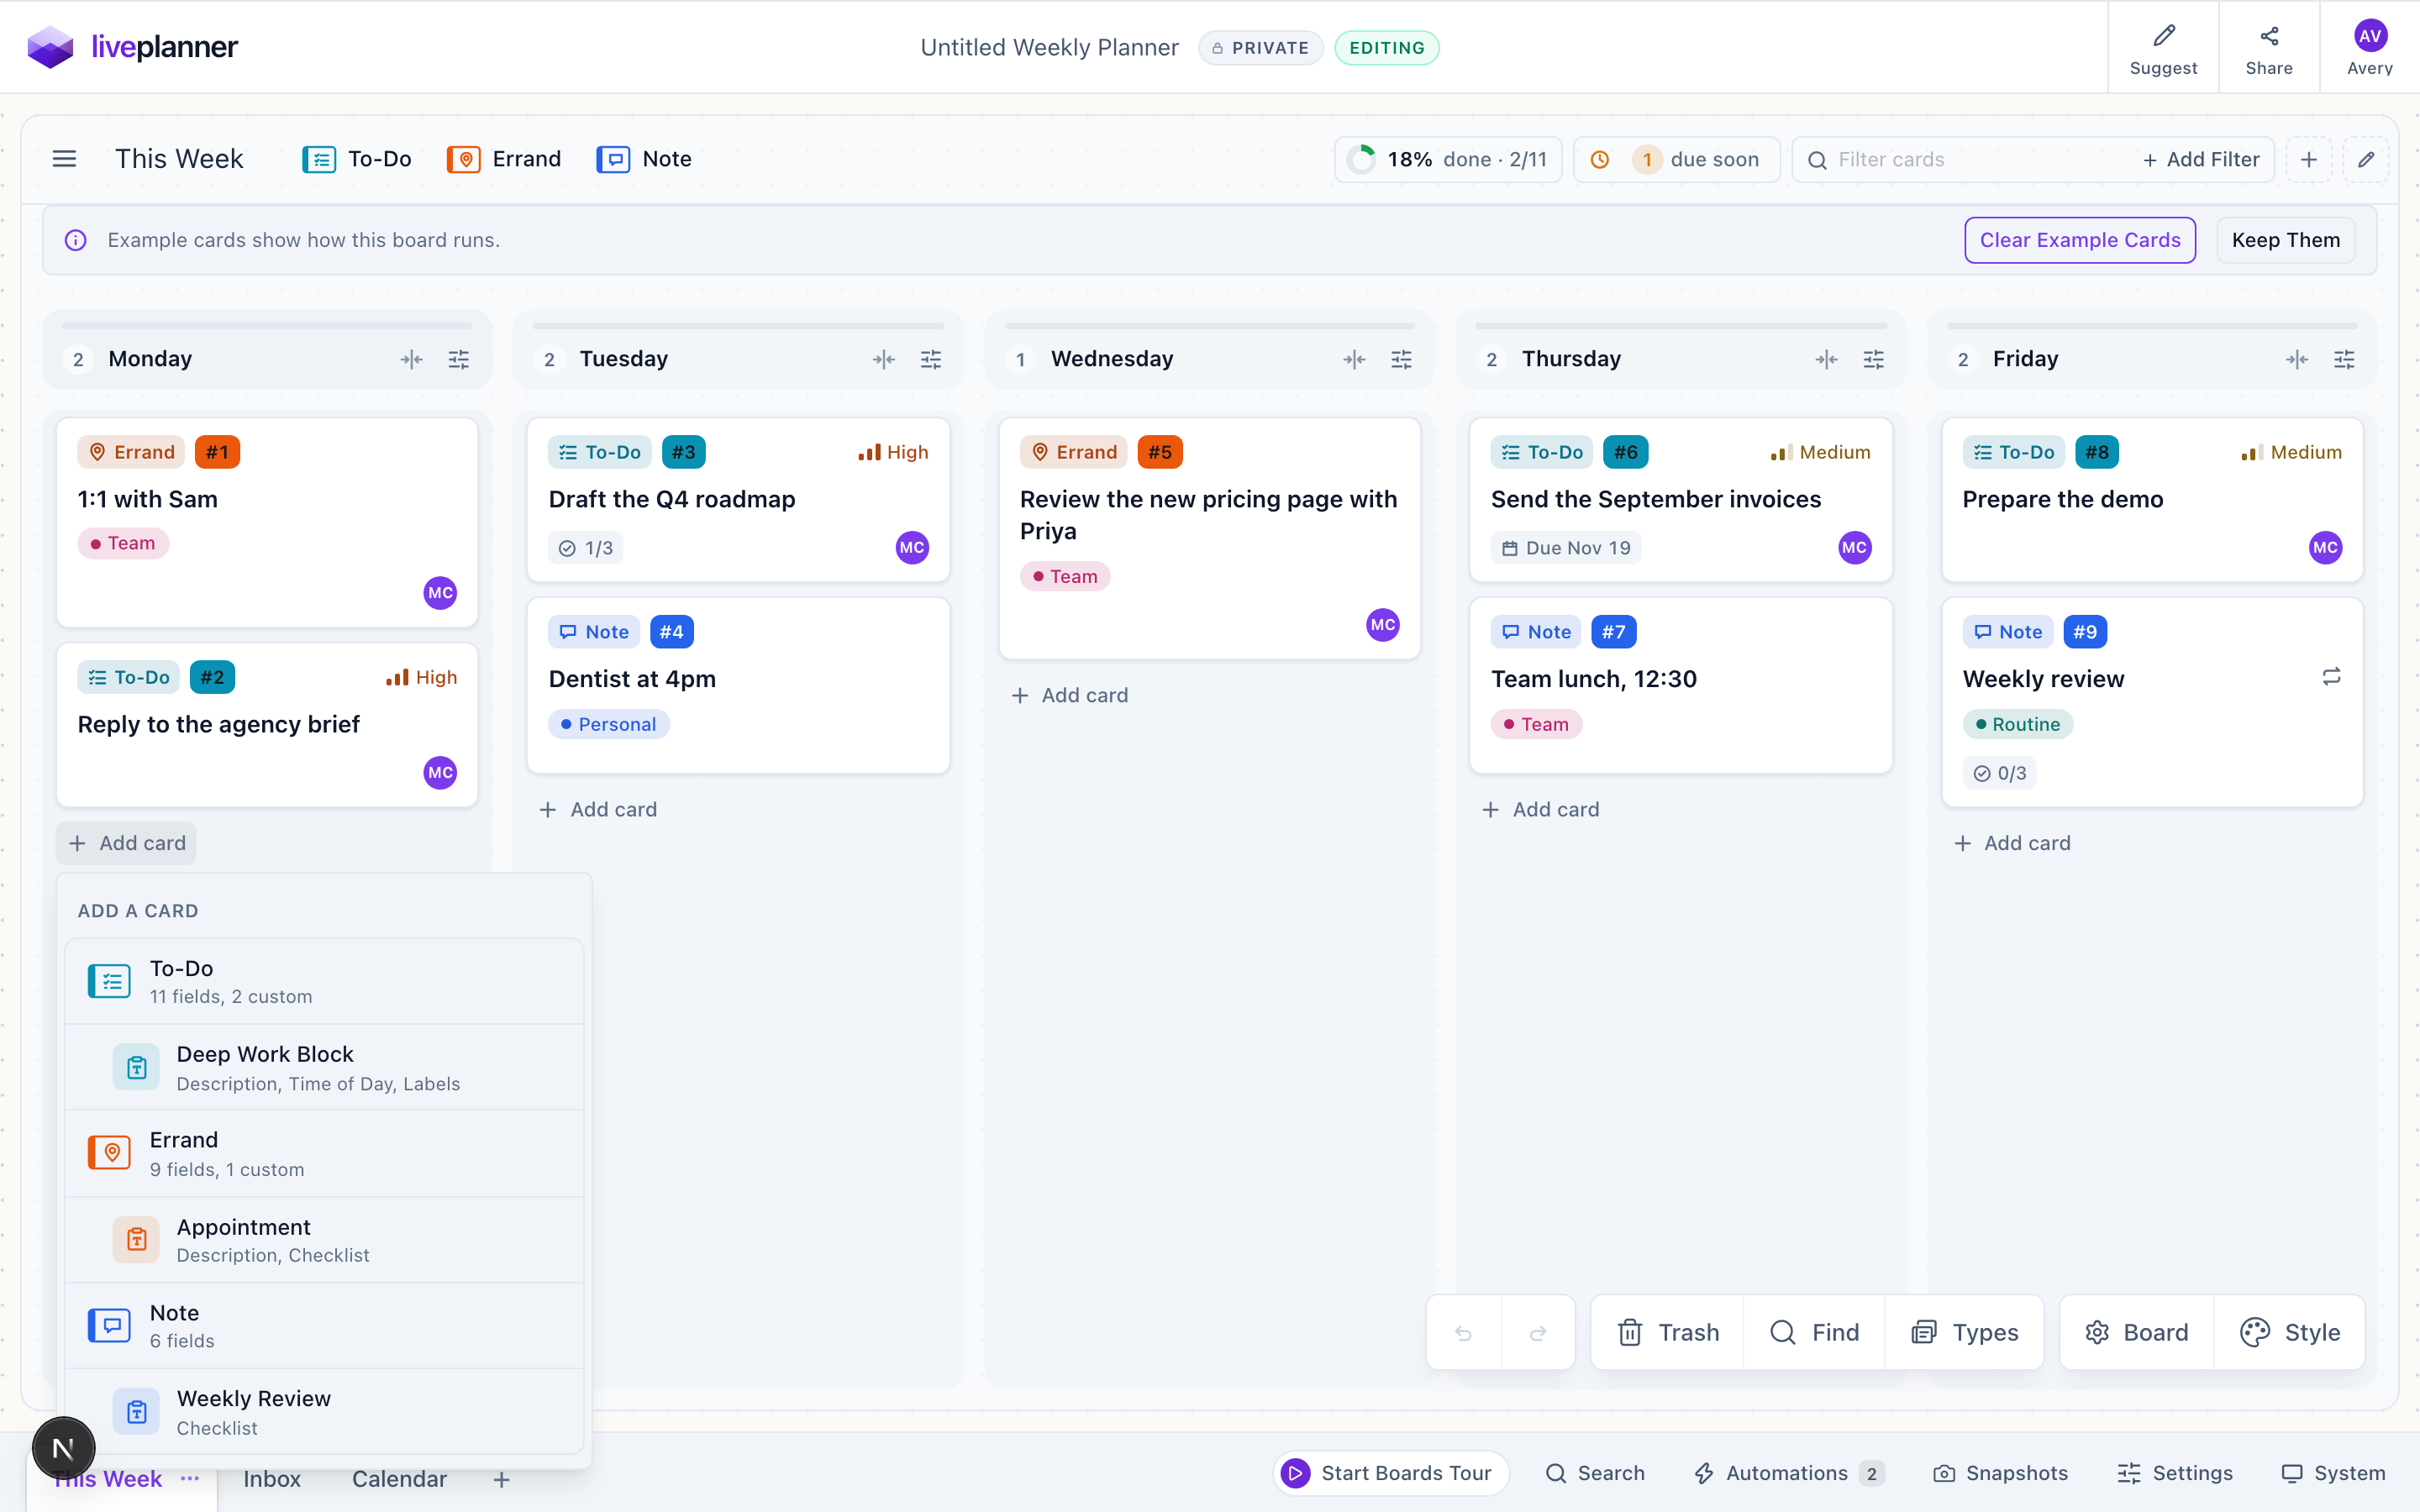 liveplanner
Untitled Weekly Planner
PRIVATE
EDITING
Suggest
Share
AV
Avery
This Week
To-Do
Errand
Note
18% done · 2/11
1 due soon
Filter cards
+ Add Filter
Example cards show how this board runs.
Clear Example Cards
Keep Them
2 Monday
2 Tuesday
1 Wednesday
2 Thursday
2 Friday
Errand #1
1:1 with Sam
Team
MC
To-Do #2 High
Reply to the agency brief
MC
+ Add card
To-Do #3 High
Draft the Q4 roadmap
1/3
MC
Note #4
Dentist at 4pm
Personal
+ Add card
Errand #5
Review the new pricing page with
Priya
Team
MC
+ Add card
To-Do #6 Medium
Send the September invoices
Due Nov 19
MC
Note #7
Team lunch, 12:30
Team
+ Add card
To-Do #8 Medium
Prepare the demo
MC
Note #9
Weekly review
Routine
0/3
+ Add card
ADD A CARD
To-Do
11 fields, 2 custom
Deep Work Block
Description, Time of Day, Labels
Errand
9 fields, 1 custom
Appointment
Description, Checklist
Note
6 fields
Weekly Review
Checklist
Trash
Find
Types
Board
Style
N
This Week
Inbox
Calendar
Start Boards Tour
Search
Automations 2
Snapshots
Settings
System